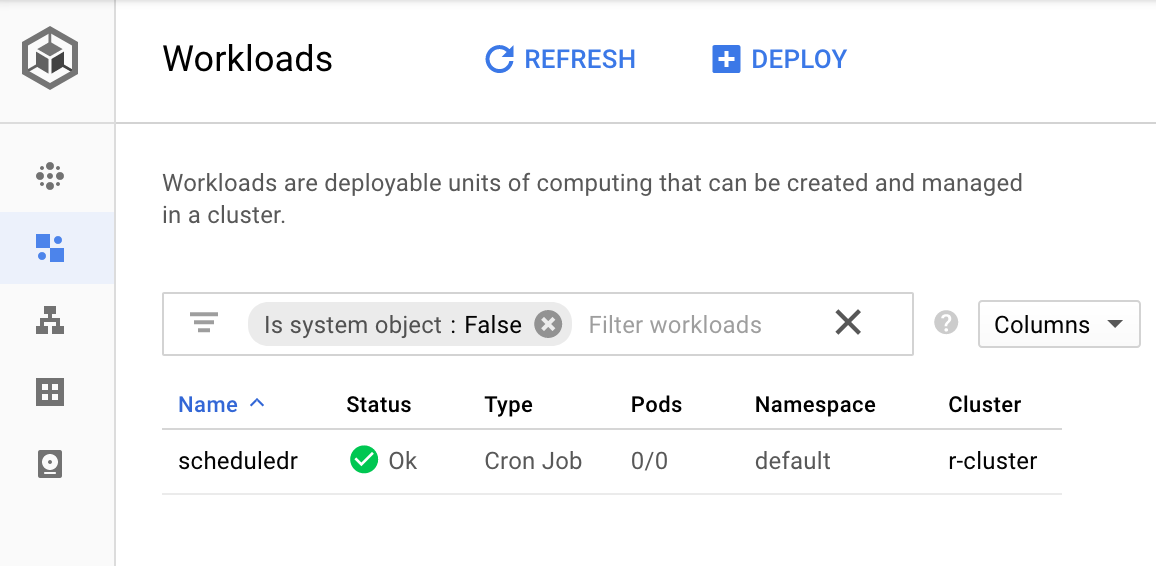 Workloads REFRESH DEPLOY
Workloads are deployable units of computing that can be created and managed
in a cluster.
Is system object : False Filter workloads Columns
Name Status Type Pods Namespace Cluster
scheduledr Ok Cron Job 0/0 default r-cluster